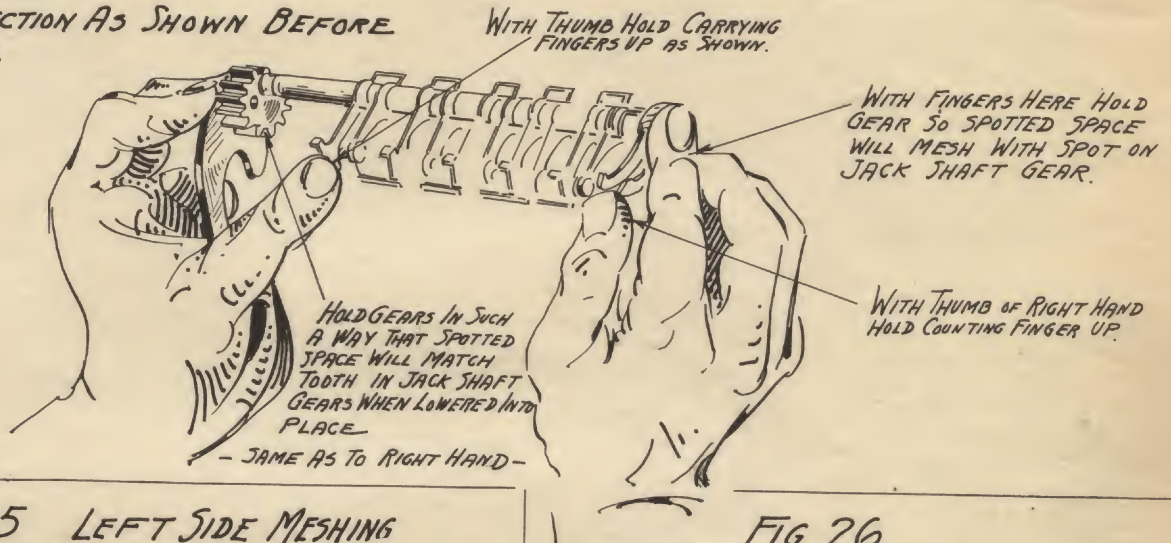 CTION AS SHOWN BEFORE
WITH THUMB HOLD CARRYING
FINGERS UP AS SHOWN.
WITH FINGERS HERE HOLD
GEAR SO SPOTTED SPACE
WILL MESH WITH SPOT ON
JACK SHAFT GEAR.
HOLD GEARS IN SUCH
A WAY THAT SPOTTED
SPACE WILL MATCH
TOOTH IN JACK SHAFT
GEARS WHEN LOWERED INTO
PLACE
- SAME AS TO RIGHT HAND -
WITH THUMB OF RIGHT HAND
HOLD COUNTING FINGER UP.
5 LEFT SIDE MESHING
FIG 26